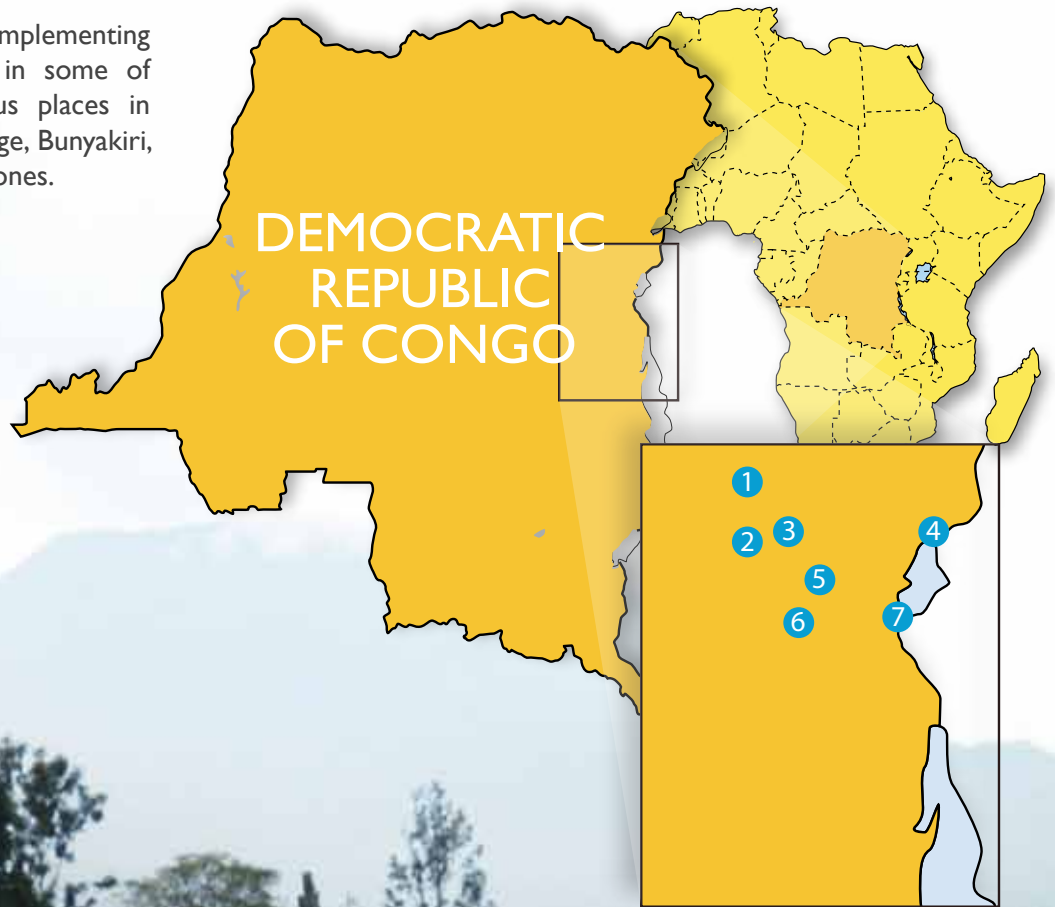 mplementing
in some of
us places in
ge, Bunyakiri,
ones.
DEMOCRATIC
REPUBLIC
OF CONGO
1
2
3
4
5
6
7